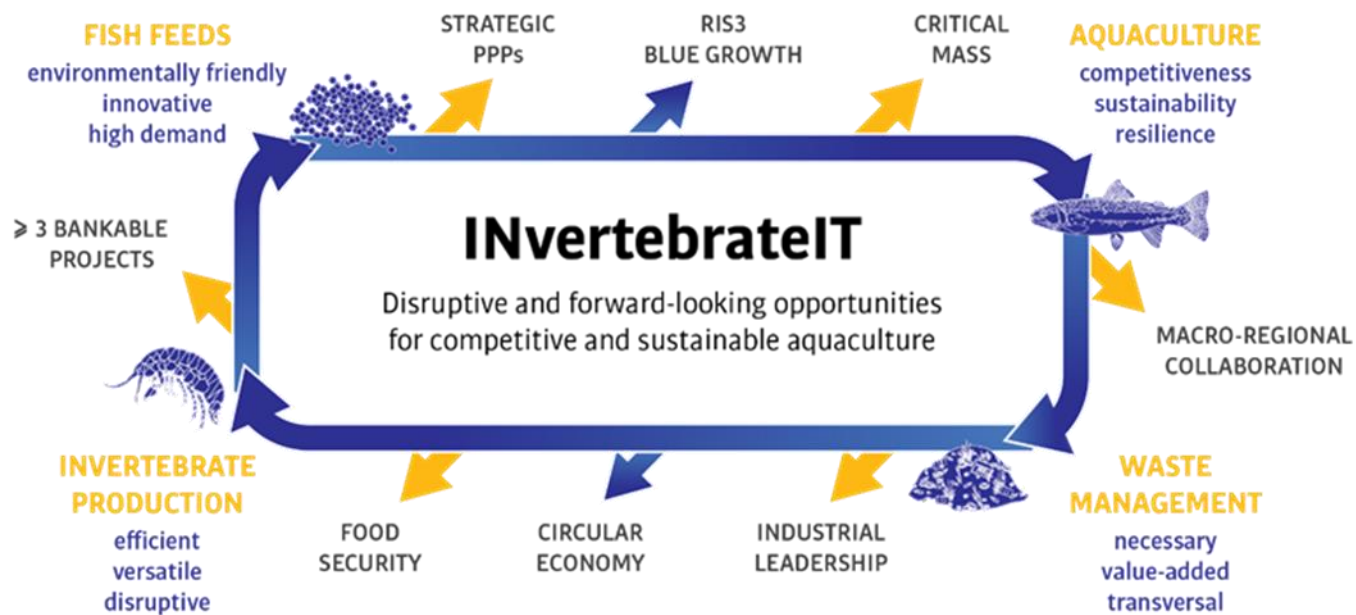 FISH FEEDS
environmentally friendly
innovative
high demand
STRATEGIC
PPPs
RIS3
BLUE GROWTH
CRITICAL
MASS
AQUACULTURE
competitiveness
sustainability
resilience
⩾ 3 BANKABLE
PROJECTS
INvertebrateIT
Disruptive and forward-looking opportunities
for competitive and sustainable aquaculture
MACRO-REGIONAL
COLLABORATION
INVERTEBRATE
PRODUCTION
efficient
versatile
disruptive
FOOD
SECURITY
CIRCULAR
ECONOMY
INDUSTRIAL
LEADERSHIP
WASTE
MANAGEMENT
necessary
value-added
transversal